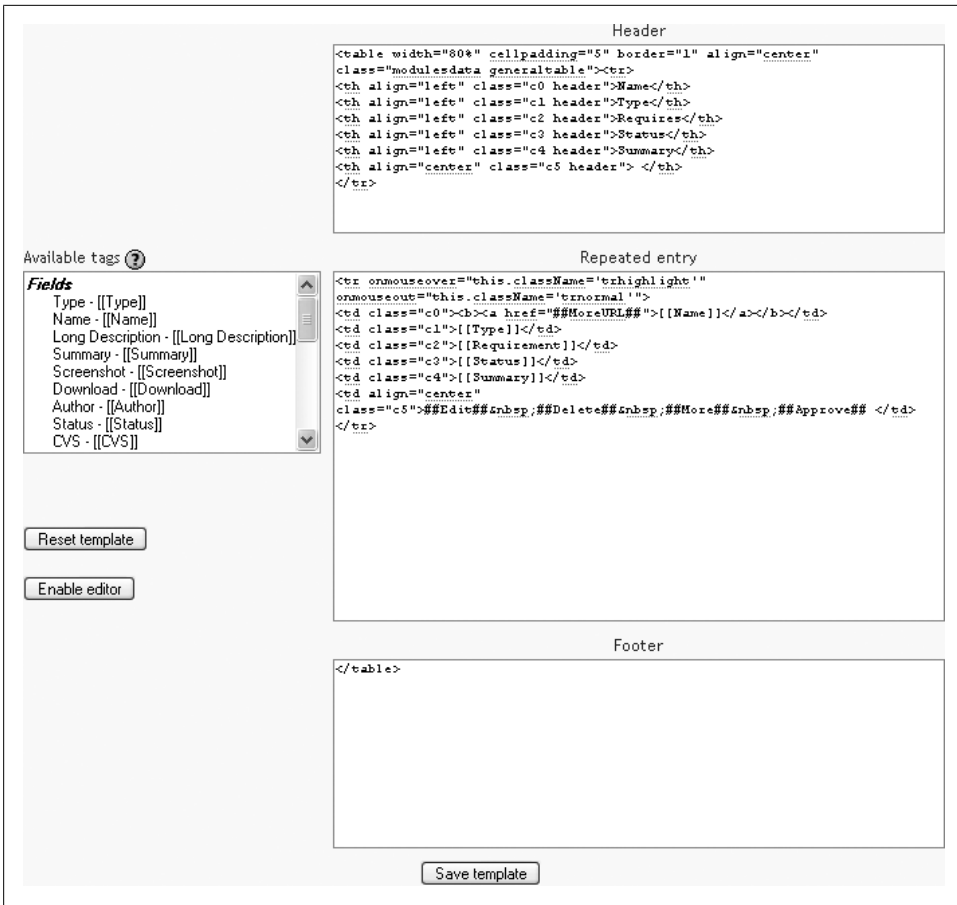 Header
<table width="80%" cellpadding="5" border="1" align="center"
class="modulesdata generaltable"><tr>
<th align="left" class="c0 header">Name</th>
<th align="left" class="c1 header">Type</th>
<th align="left" class="c2 header">Requires</th>
<th align="left" class="c3 header">Status</th>
<th align="left" class="c4 header">Summary</th>
<th align="center" class="c5 header"> </th>
</tr>
Available tags ?
Fields
Type - [[Type]]
Name - [[Name]]
Long Description - [[Long Description]]
Summary - [[Summary]]
Screenshot - [[Screenshot]]
Download - [[Download]]
Author - [[Author]]
Status - [[Status]]
CVS - [[CVS]]
Reset template
Enable editor
Repeated entry
<tr onmouseover="this.className='trhighlight'"
onmouseout="this.className='trnormal'">
<td class="c0"><b><a href="##MoreURL##">[[Name]]</a></b></td>
<td class="c1">[[Type]]</td>
<td class="c2">[[Requirement]]</td>
<td class="c3">[[Status]]</td>
<td class="c4">[[Summary]]</td>
<td align="center"
class="c5">##Edit##&nbsp;##Delete##&nbsp;##More##&nbsp;##Approve## </td>
</tr>
Footer
</table>
Save template